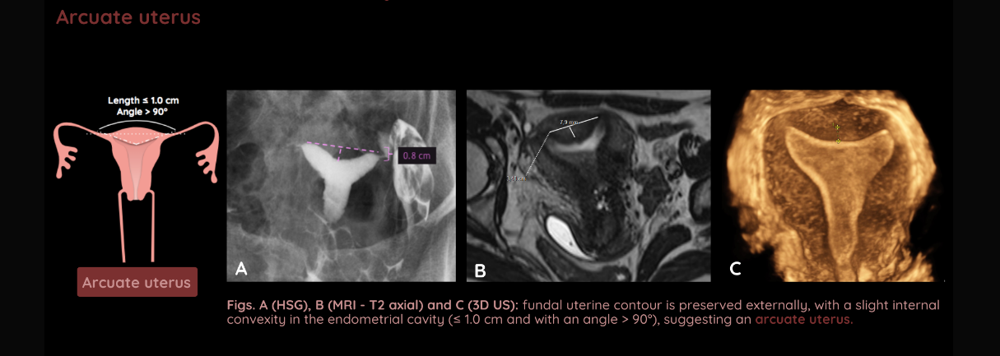 Arcuate uterus
Length ≤ 1.0 cm
Angle > 90°
0.8 cm
7.9 mm
A
B
C
Arcuate uterus
Figs. A (HSG), B (MRI - T2 axial) and C (3D US): fundal uterine contour is preserved externally, with a slight internal
convexity in the endometrial cavity (≤ 1.0 cm and with an angle > 90°), suggesting an arcuate uterus.